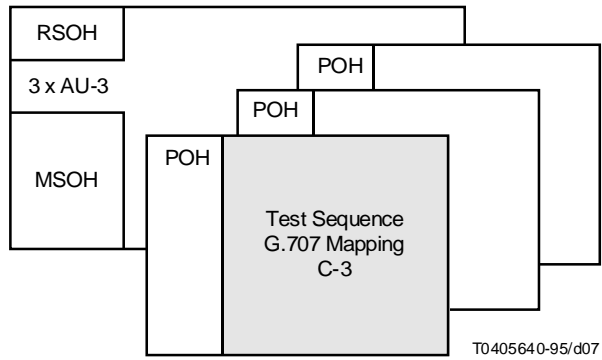 RSOH
3 x AU-3
MSOH
POH
POH
POH
Test Sequence
G.707 Mapping
C-3
T0405640-95/d07